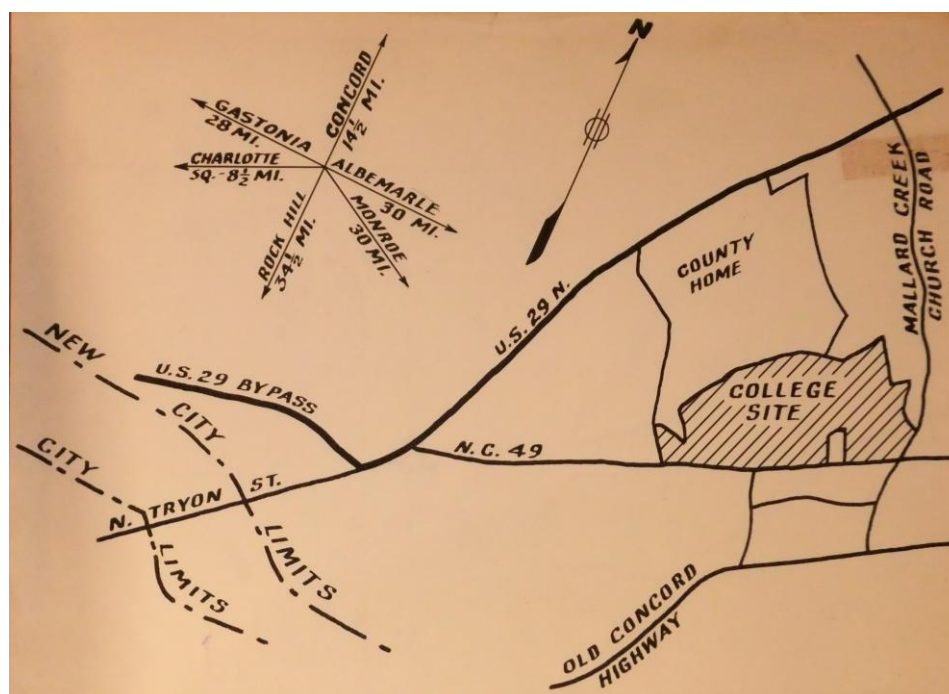 N
CONCORD
14½ MI.
GASTONIA
28 MI.
CHARLOTTE
SQ.-8½ MI.
ALBEMARLE
30 MI.
MONROE
30 MI.
ROCK HILL
34½ MI.
MALLARD CREEK
CHURCH ROAD
COUNTY
HOME
U.S. 29 N.
NEW CITY LIMITS
U.S. 29 BYPASS
COLLEGE
SITE
CITY LIMITS
N.C. 49
N. TRYON ST.
OLD CONCORD
HIGHWAY